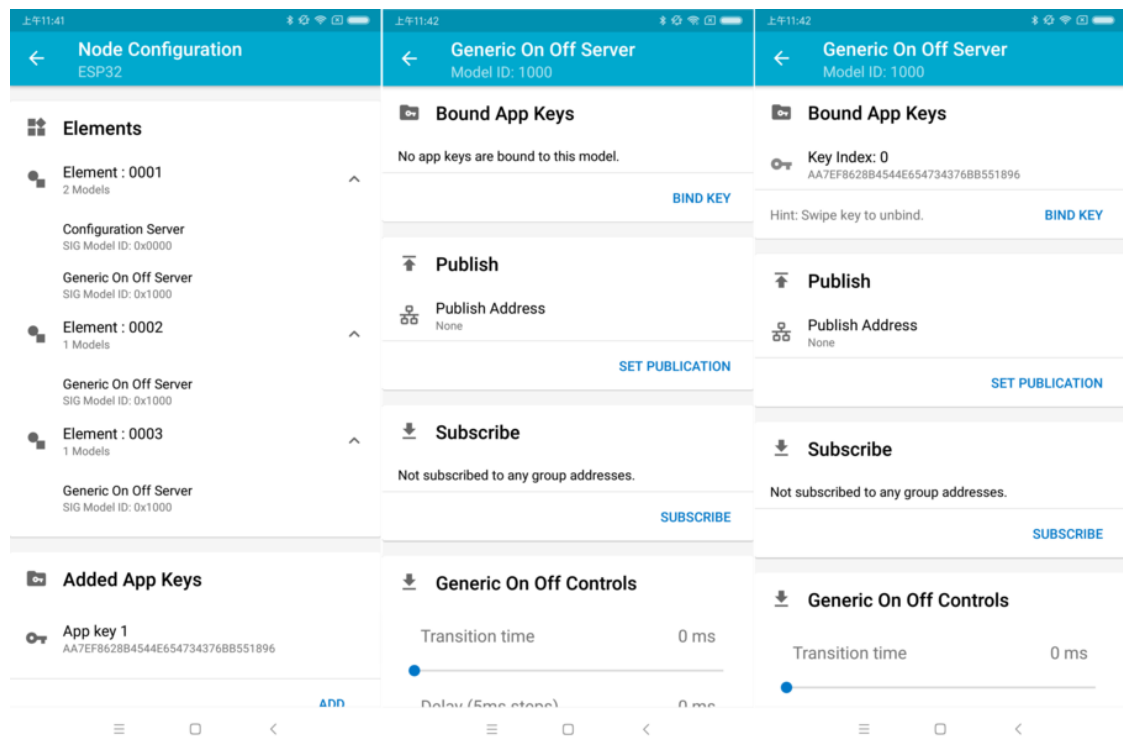 上午11:41
Node Configuration
ESP32
Elements
Element : 0001
2 Models
Configuration Server
SIG Model ID: 0x0000
Generic On Off Server
SIG Model ID: 0x1000
Element : 0002
1 Models
Generic On Off Server
SIG Model ID: 0x1000
Element : 0003
1 Models
Generic On Off Server
SIG Model ID: 0x1000
Added App Keys
App key 1
AA7EF8628B4544E654734376BB551896
ADD
上午11:42
Generic On Off Server
Model ID: 1000
Bound App Keys
No app keys are bound to this model.
BIND KEY
Publish
Publish Address
None
SET PUBLICATION
Subscribe
Not subscribed to any group addresses.
SUBSCRIBE
Generic On Off Controls
Transition time 0 ms
Delay (5ms steps) 0 ms
上午11:42
Generic On Off Server
Model ID: 1000
Bound App Keys
Key Index: 0
AA7EF8628B4544E654734376BB551896
Hint: Swipe key to unbind. BIND KEY
Publish
Publish Address
None
SET PUBLICATION
Subscribe
Not subscribed to any group addresses.
SUBSCRIBE
Generic On Off Controls
Transition time 0 ms